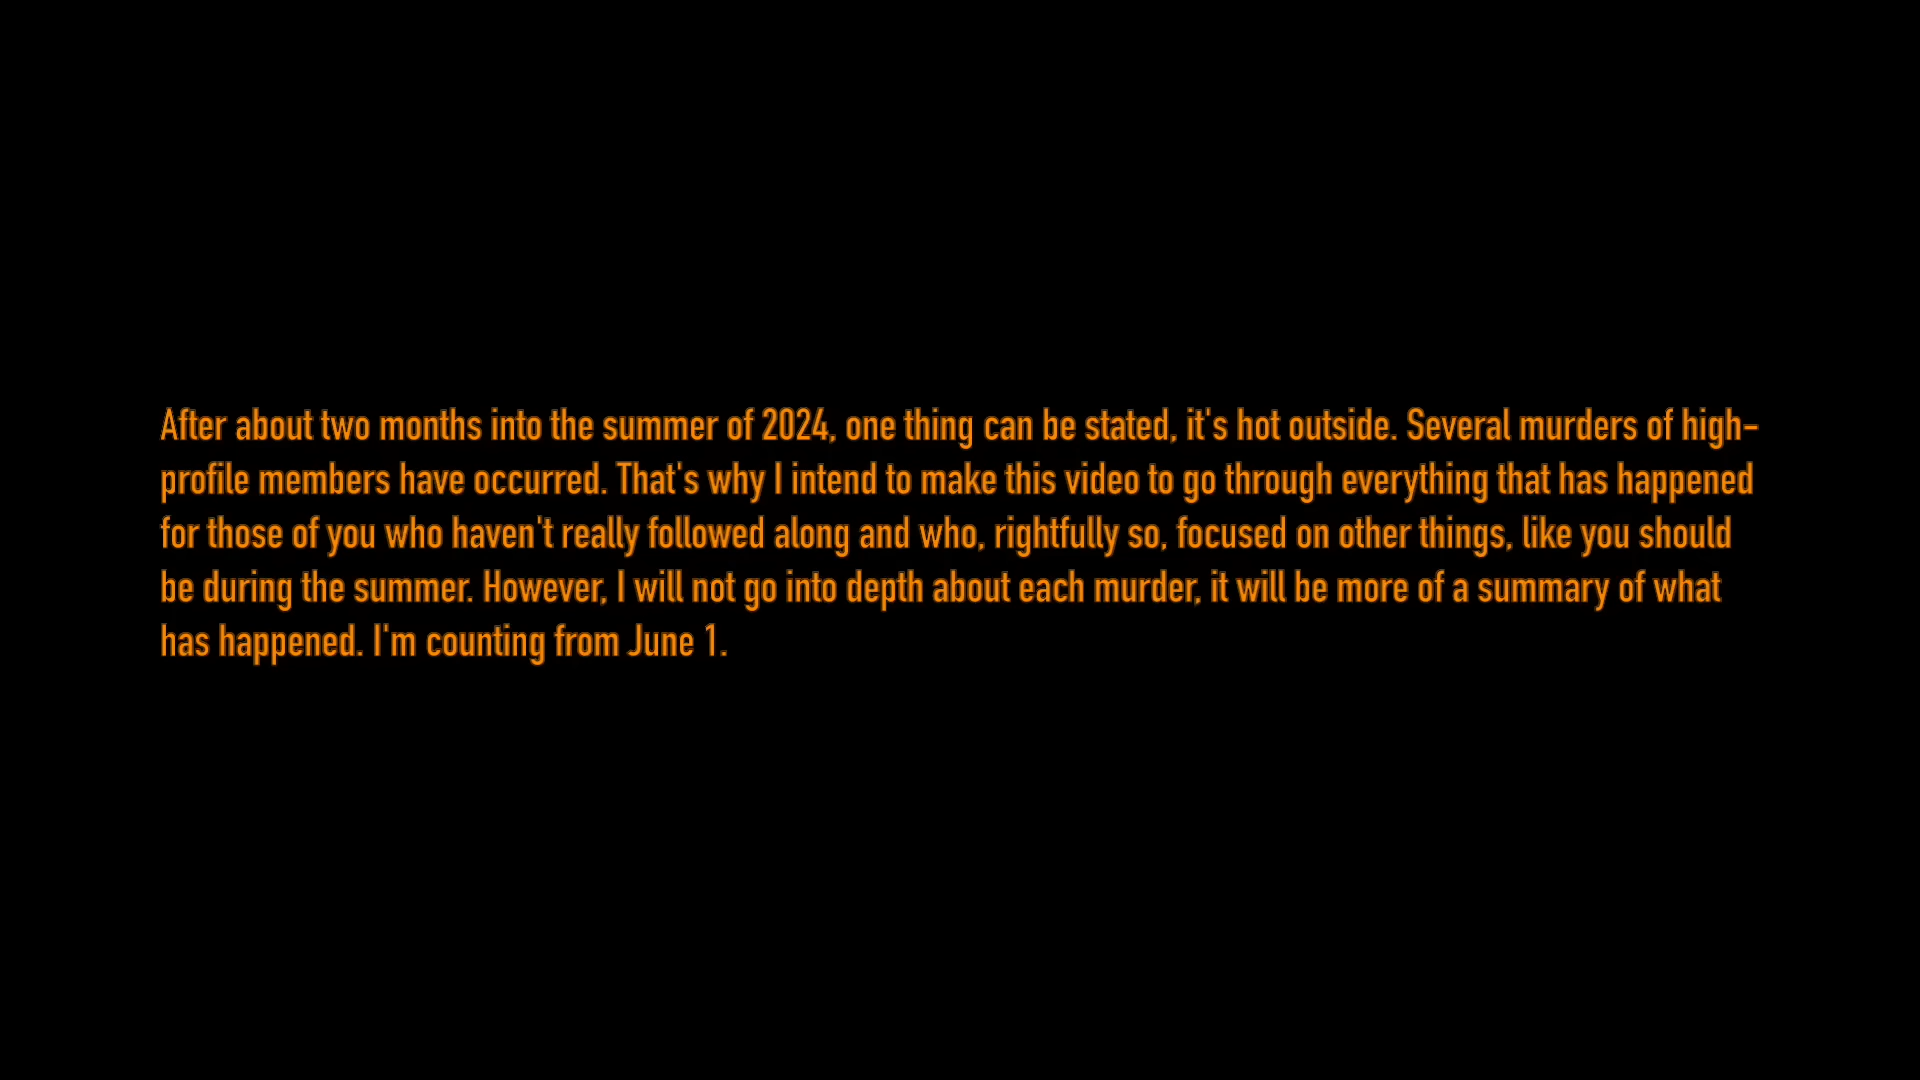 After about two months into the summer of 2024, one thing can be stated, it's hot outside. Several murders of high-
profile members have occurred. That's why I intend to make this video to go through everything that has happened
for those of you who haven't really followed along and who, rightfully so, focused on other things, like you should
be during the summer. However, I will not go into depth about each murder, it will be more of a summary of what
has happened. I'm counting from June 1.